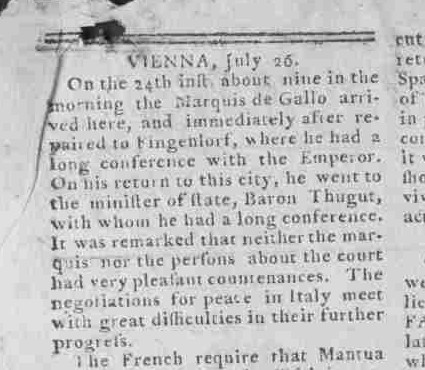 VIENNA, July 26.
On the 24th inſt. about nine in the
morning the Marquis de Gallo arri-
ved here, and immediately after re-
paired to Fingenlorf, where he had a
long conference with the Emperor.
On his return to this city, he went to
the miniſter of ſtate, Baron Thugut,
with whom he had a long conference.
It was remarked that neither the mar-
quis nor the perſons about the court
had very pleaſant countenances. The
negotiations for peace in Italy meet
with great difficulties in their further
progreſs.
The French require that Mantua